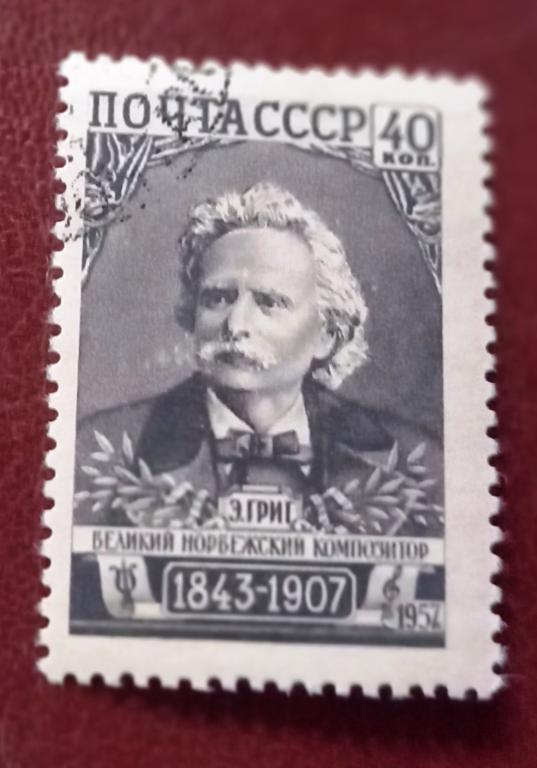 ПОЧТА СССР 40
КОП.
Э.ГРИГ
ВЕЛИКИЙ НОРВЕЖСКИЙ КОМПОЗИТОР
1843-1907
1957